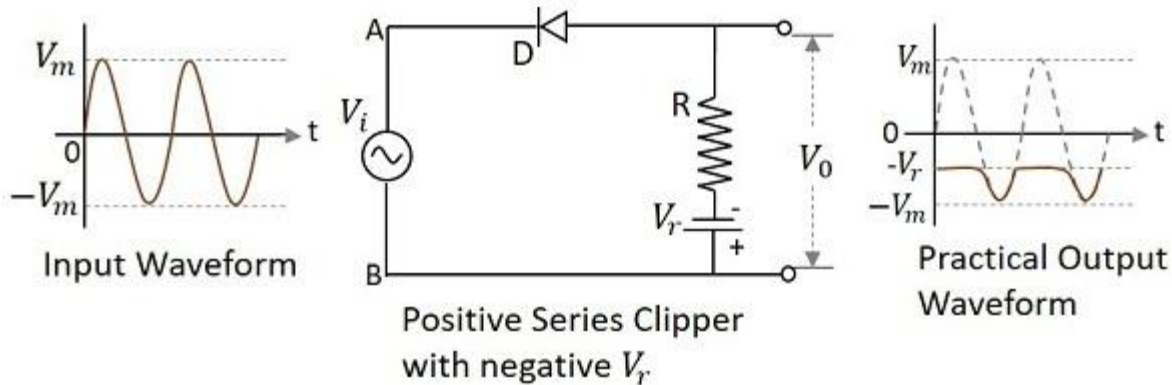 V_m
0
t
−V_m
Input Waveform
A
D
V_i
R
V_r
-
+
B
V_0
Positive Series Clipper
with negative V_r
V_m
0
t
-V_r
−V_m
Practical Output
Waveform